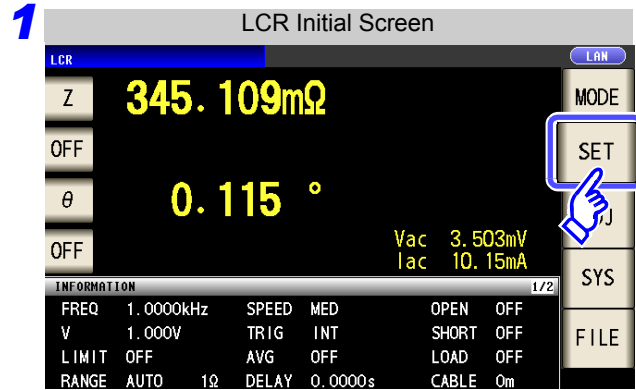 1
LCR Initial Screen
LCR
LAN
Z 345.109mΩ MODE
OFF SET
θ 0.115 °
OFF Vac 3.503mV
Iac 10.15mA
SYS
INFORMATION 1/2
FREQ 1.0000kHz SPEED MED OPEN OFF
V 1.000V TRIG INT SHORT OFF
FILE
LIMIT OFF AVG OFF LOAD OFF
RANGE AUTO 1Ω DELAY 0.0000s CABLE 0m